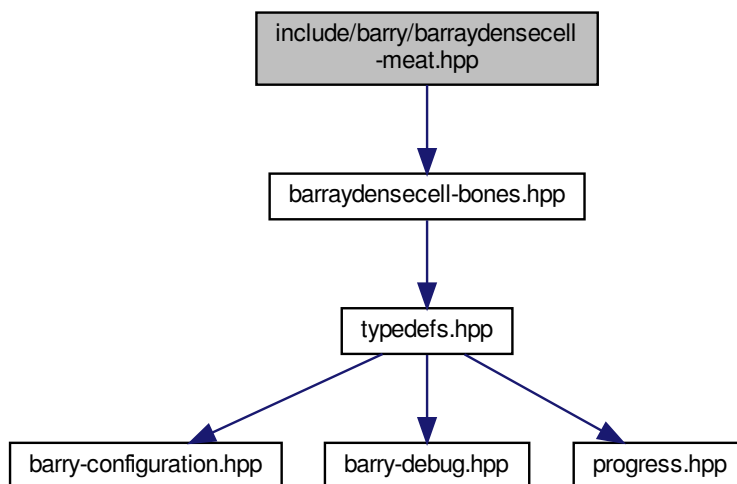 include/barry/barraydensecell
-meat.hpp
barraydensecell-bones.hpp
typedefs.hpp
barry-configuration.hpp
barry-debug.hpp
progress.hpp